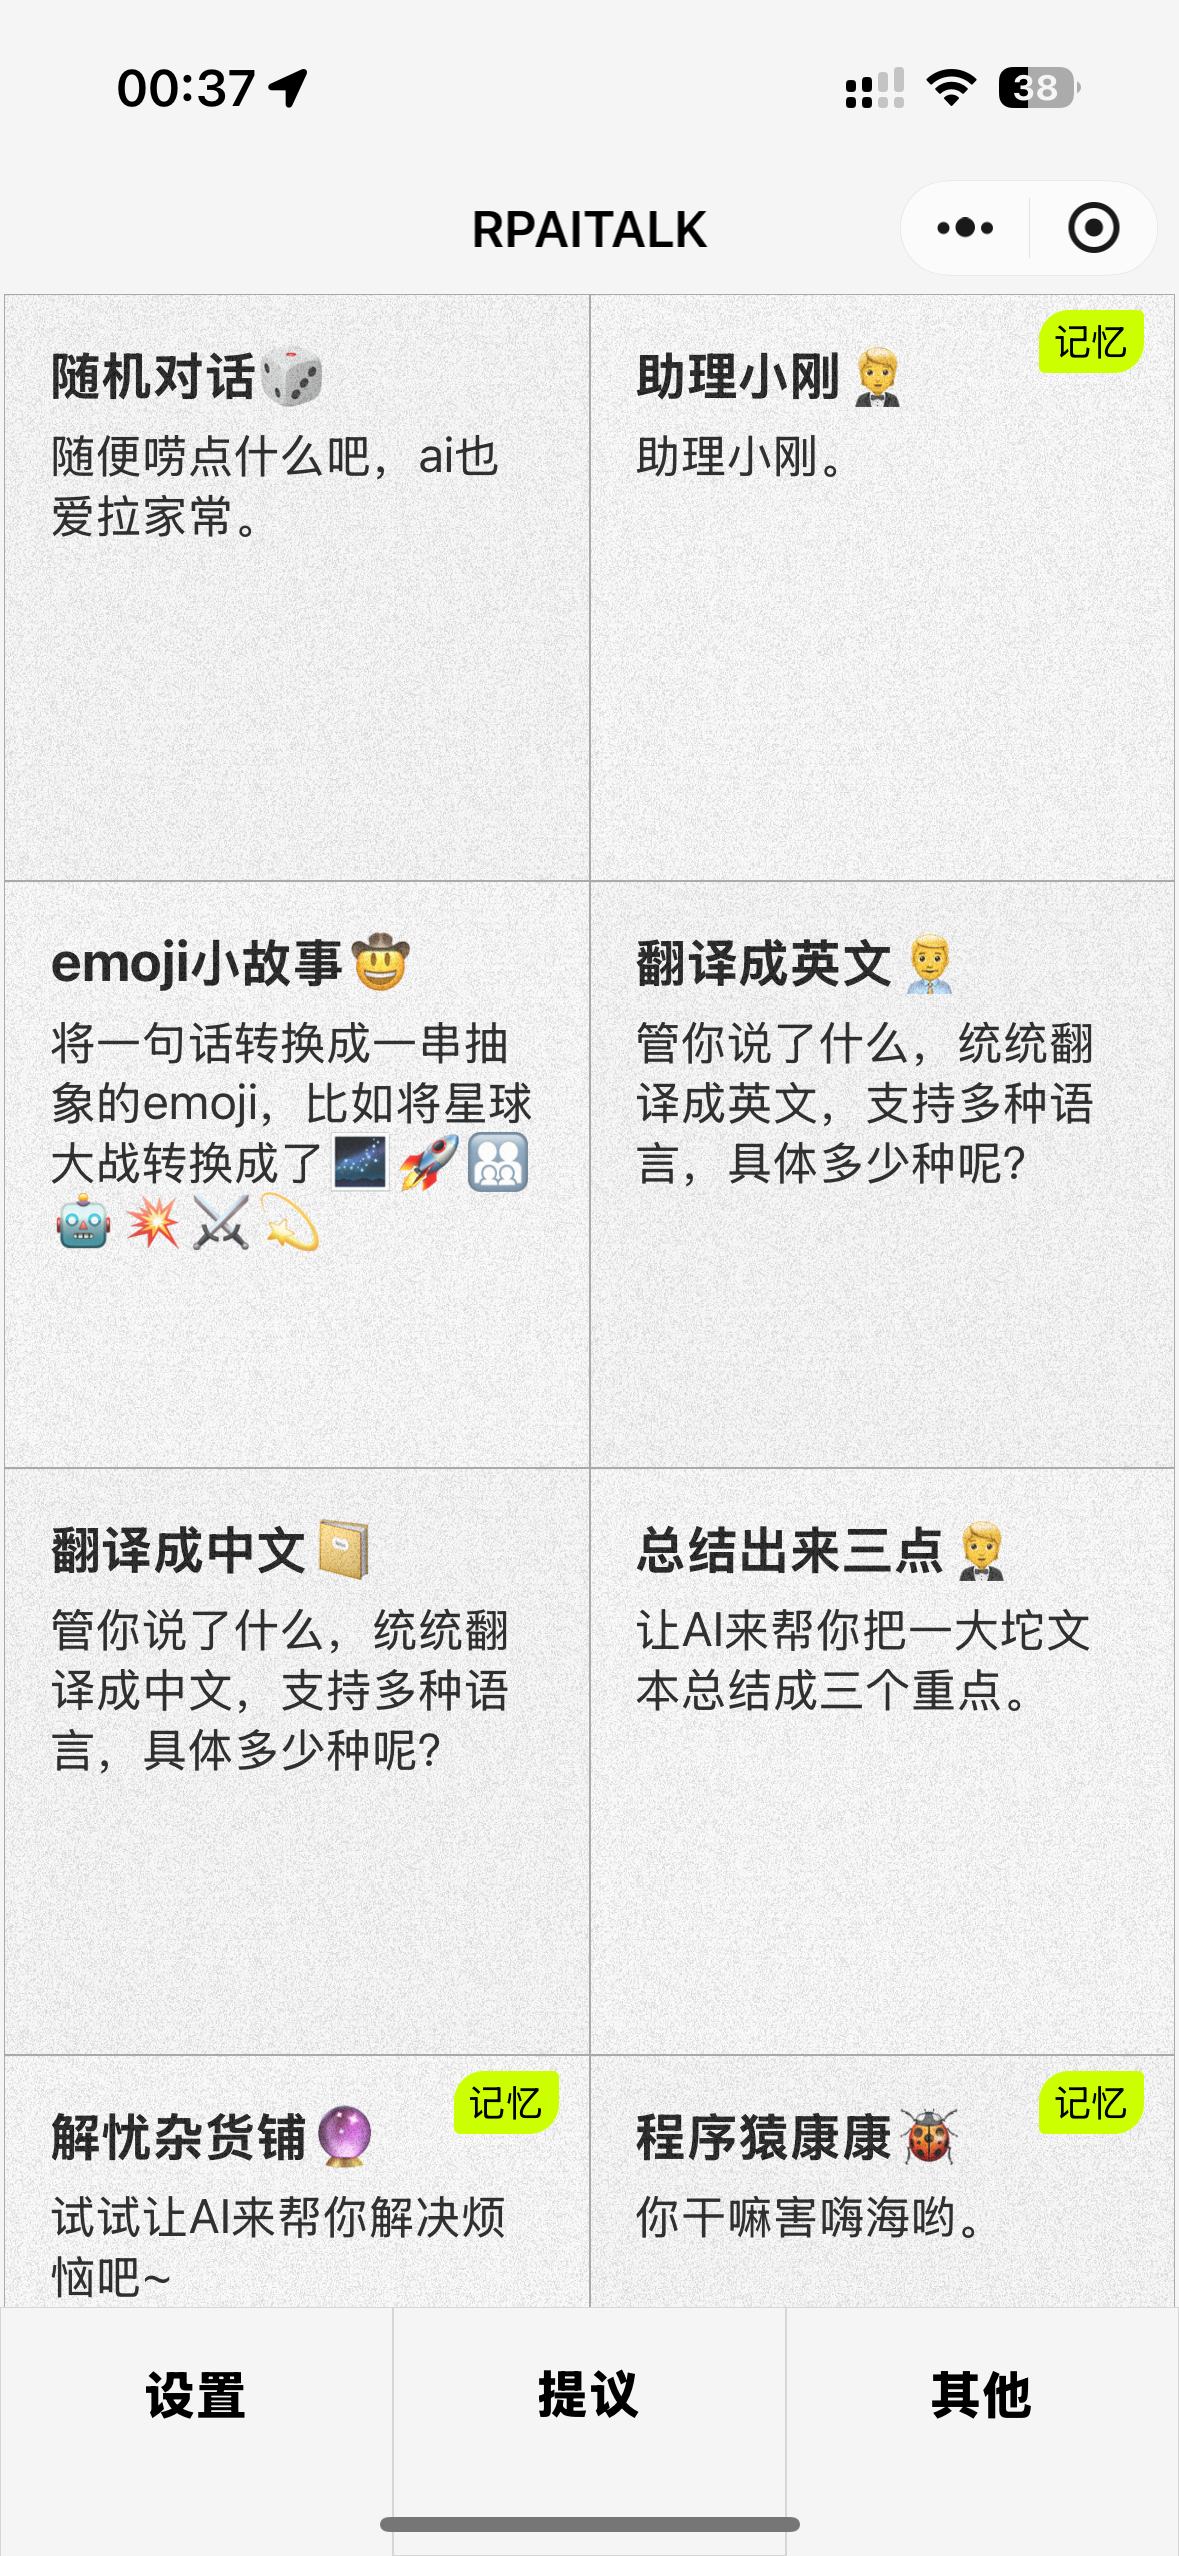 00:37
38
RPAITALK
随机对话🎲
随便唠点什么吧，ai也
爱拉家常。
记忆
助理小刚🤵
助理小刚。
emoji小故事🤠
将一句话转换成一串抽
象的emoji，比如将星球
大战转换成了🌌🚀👥
🤖💥⚔️💫
翻译成英文👨‍💼
管你说了什么，统统翻
译成英文，支持多种语
言，具体多少种呢?
翻译成中文📔
管你说了什么，统统翻
译成中文，支持多种语
言，具体多少种呢?
总结出来三点🤵
让AI来帮你把一大坨文
本总结成三个重点。
记忆
解忧杂货铺🔮
试试让AI来帮你解决烦
恼吧~
记忆
程序猿康康🐞
你干嘛害嗨海哟。
设置
提议
其他